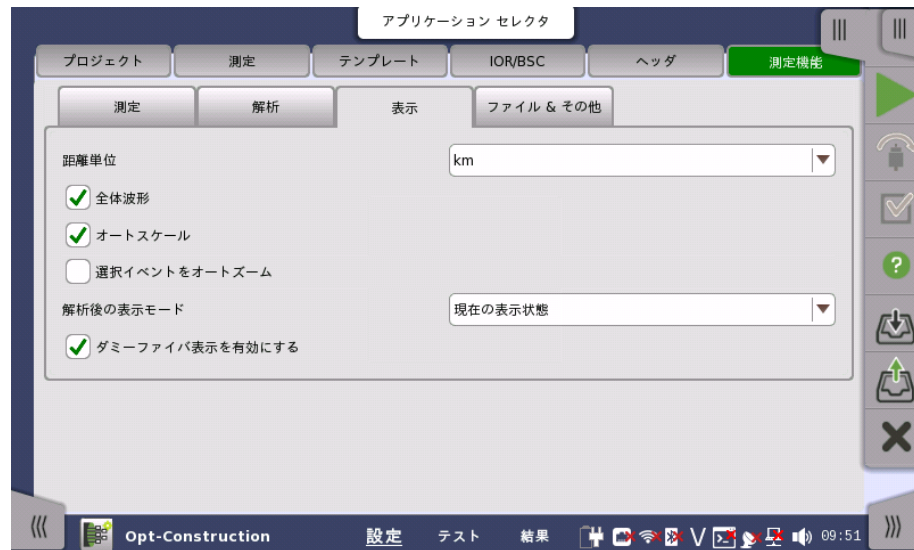 アプリケーション セレクタ
プロジェクト 測定 テンプレート IOR/BSC ヘッダ 測定機能
測定 解析 表示 ファイル & その他
距離単位 km
全体波形
オートスケール
選択イベントをオートズーム
解析後の表示モード 現在の表示状態
ダミーファイバ表示を有効にする
Opt-Construction 設定 テスト 結果 09:51